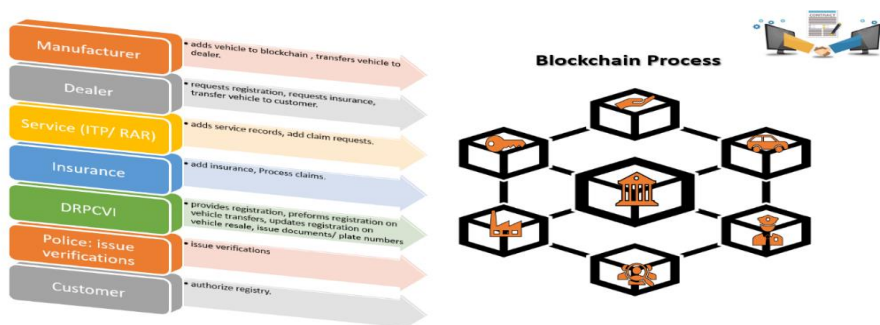 Manufacturer
• adds vehicle to blockchain , transfers vehicle to
dealer.
Dealer
• requests registration, requests insurance,
transfer vehicle to customer.
Service (ITP/ RAR)
• adds service records, add claim requests.
Insurance
• add insurance, Process claims.
DRPCVI
• provides registration, preforms registration on
vehicle transfers, updates registration on
vehicle resale, issue documents/ plate numbers
Police: issue
verifications
• issue verifications
Customer
• authorize registry.
CONTRACT
Blockchain Process